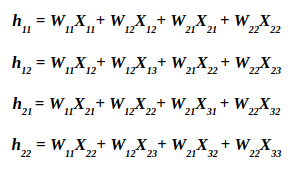 h₁₁ = W₁₁X₁₁+ W₁₂X₁₂+ W₂₁X₂₁+ W₂₂X₂₂
h₁₂ = W₁₁X₁₂+ W₁₂X₁₃+ W₂₁X₂₂+ W₂₂X₂₃
h₂₁ = W₁₁X₂₁+ W₁₂X₂₂+ W₂₁X₃₁+ W₂₂X₃₂
h₂₂ = W₁₁X₂₂+ W₁₂X₂₃+ W₂₁X₃₂+ W₂₂X₃₃